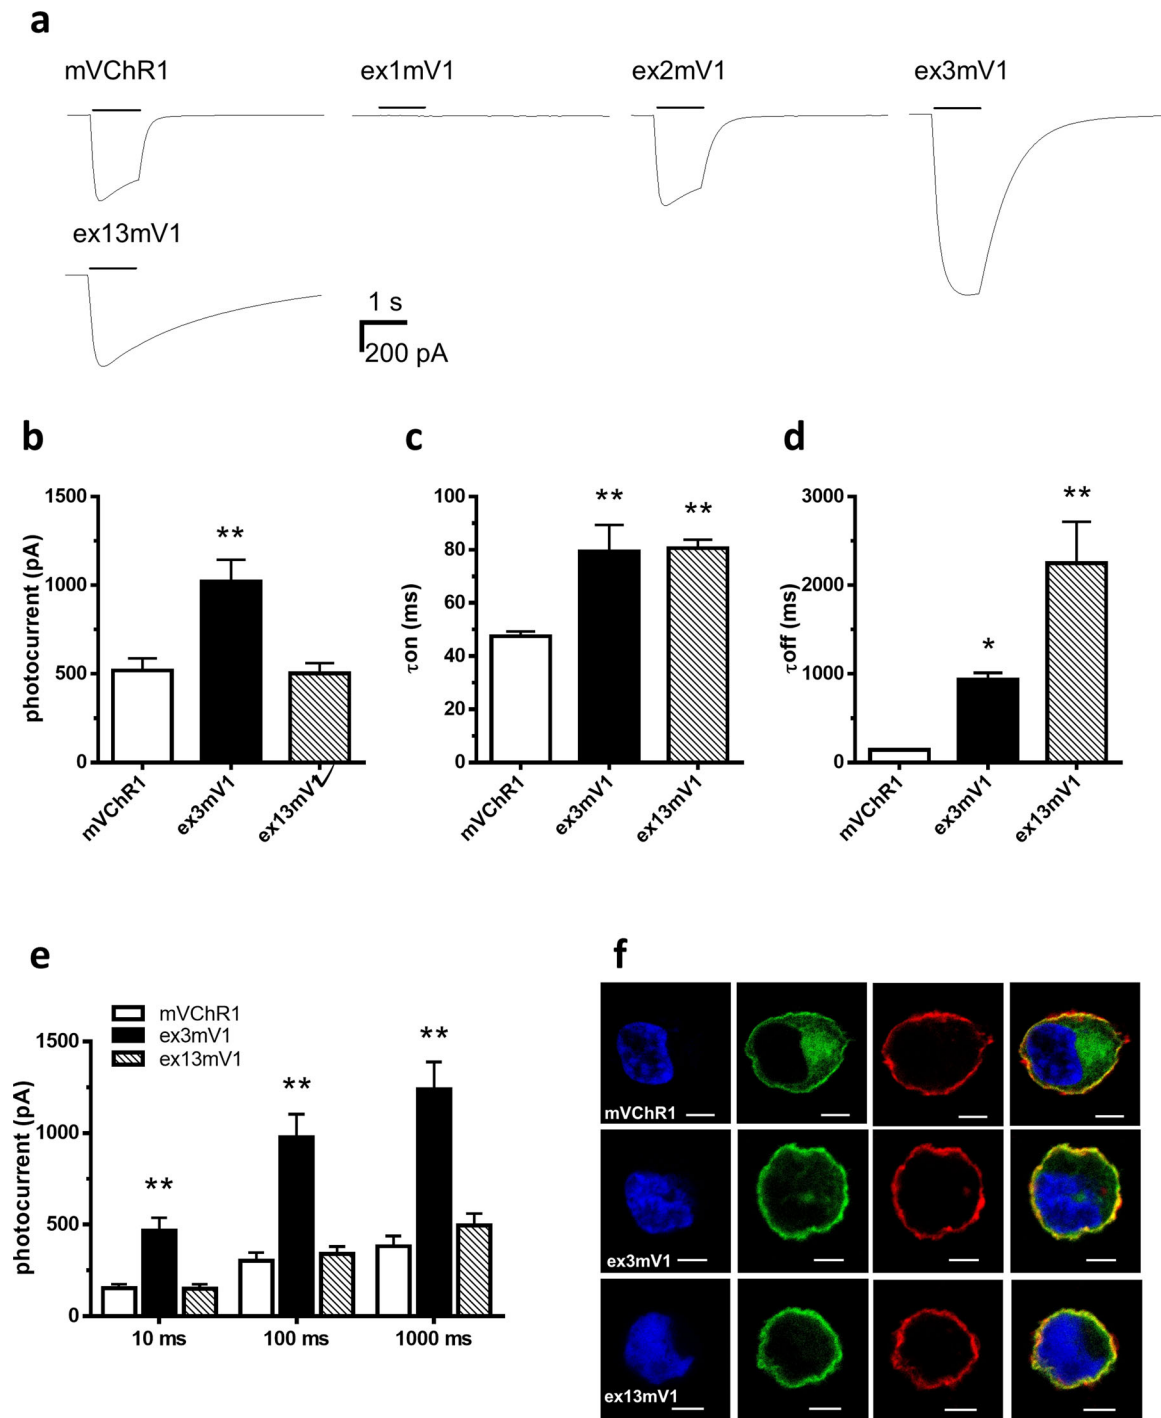 a
mVChR1 ex1mV1 ex2mV1 ex3mV1
ex13mV1
1 s
200 pA
b c d
photocurrent (pA)
1500
1000
500
0
mVChR1 ex3mV1 ex13mV1
τon (ms)
100
80
60
40
20
0
** **
mVChR1 ex3mV1 ex13mV1
τoff (ms)
3000
2000
1000
0
* **
mVChR1 ex3mV1 ex13mV1
**
e
mVChR1
ex3mV1
ex13mV1
photocurrent (pA)
1500
1000
500
0
** ** **
10 ms 100 ms 1000 ms
f
mVChR1
ex3mV1
ex13mV1